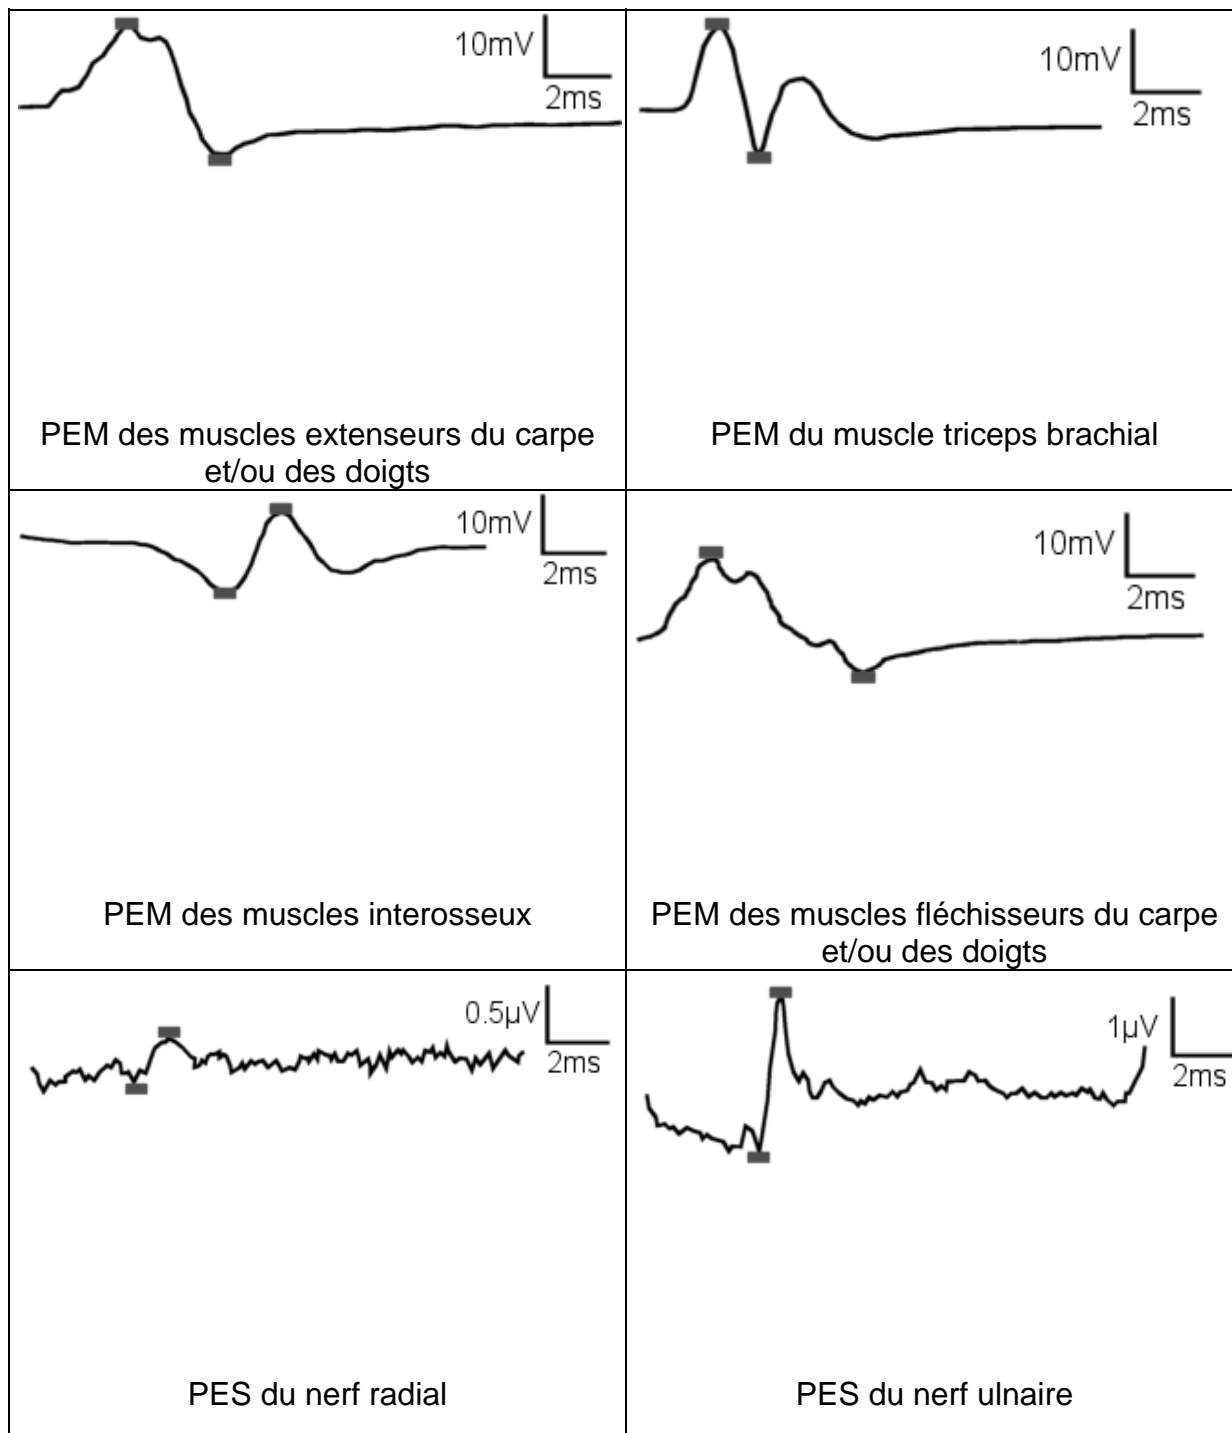 10mV
2ms
PEM des muscles extenseurs du carpe
et/ou des doigts
10mV
2ms
PEM du muscle triceps brachial
10mV
2ms
PEM des muscles interosseux
10mV
2ms
PEM des muscles fléchisseurs du carpe
et/ou des doigts
0.5µV
2ms
PES du nerf radial
1µV
2ms
PES du nerf ulnaire